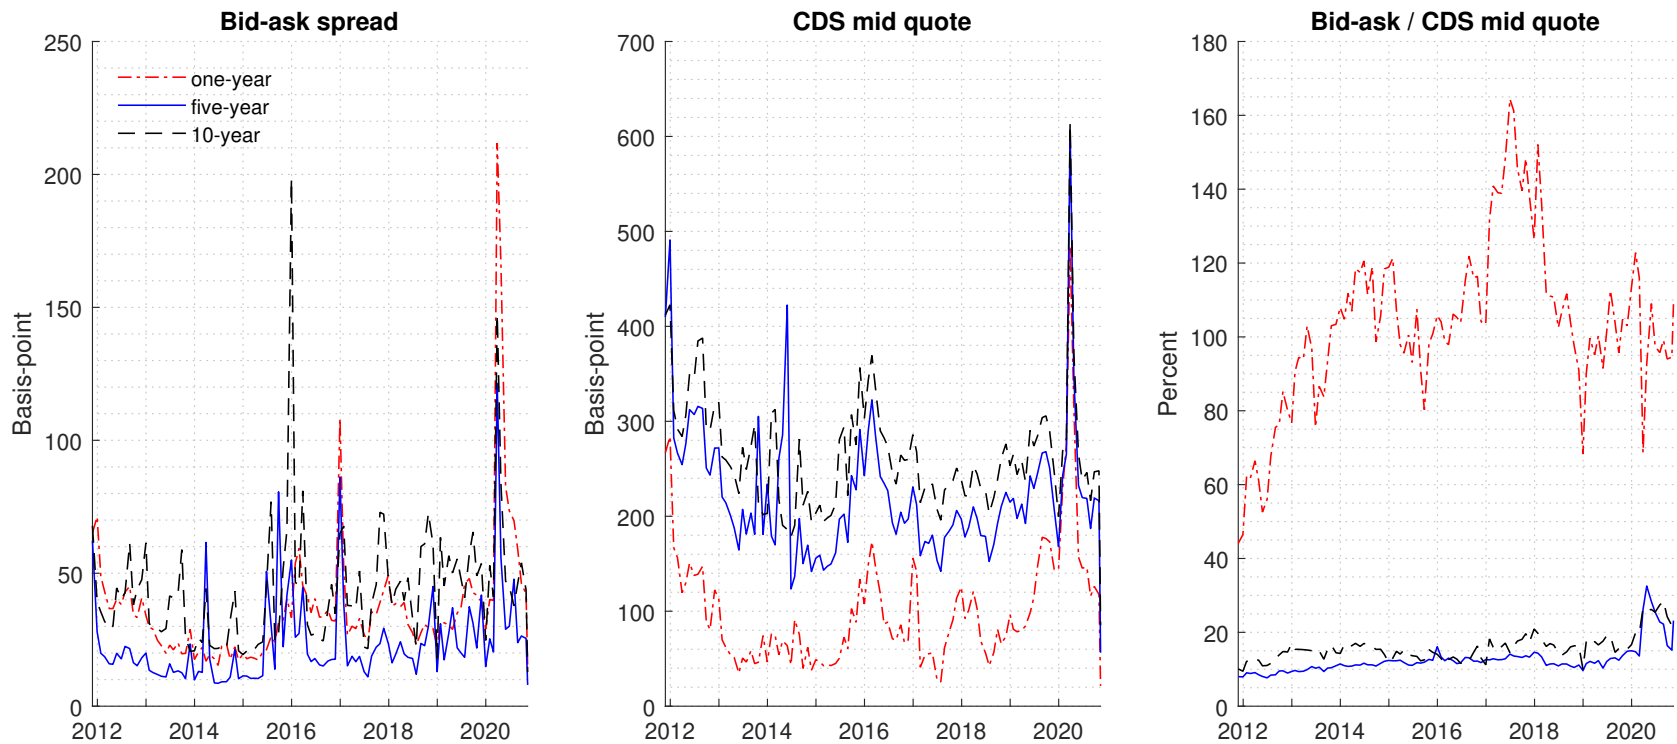 Bid-ask spread
Basis-point
250
200
150
100
50
0
2012 2014 2016 2018 2020
one-year
five-year
10-year
CDS mid quote
Basis-point
700
600
500
400
300
200
100
0
2012 2014 2016 2018 2020
Bid-ask / CDS mid quote
Percent
180
160
140
120
100
80
60
40
20
0
2012 2014 2016 2018 2020